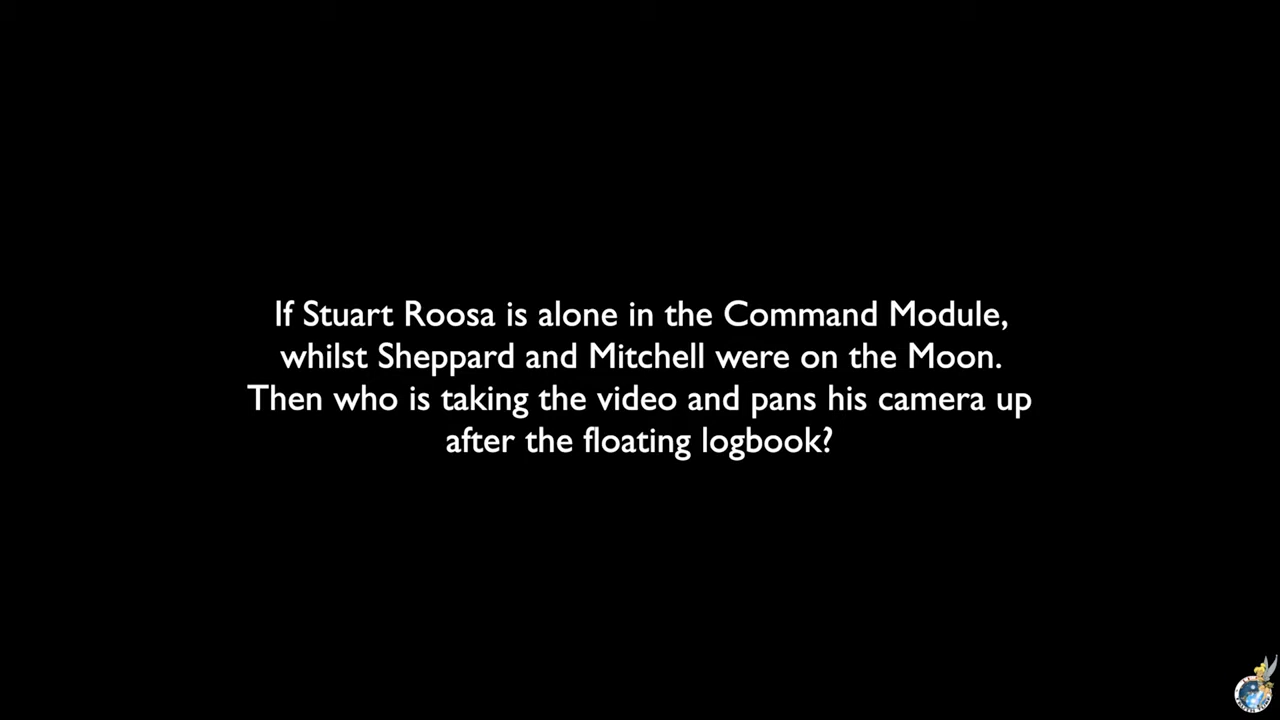 If Stuart Roosa is alone in the Command Module,
whilst Sheppard and Mitchell were on the Moon.
Then who is taking the video and pans his camera up
after the floating logbook?